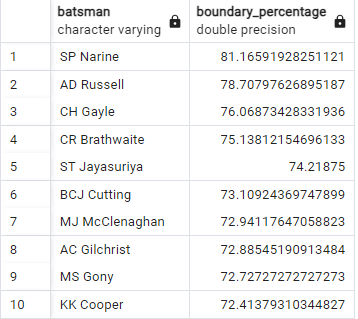 batsman boundary_percentage
character varying double precision
1 SP Narine 81.16591928251121
2 AD Russell 78.70797626895187
3 CH Gayle 76.06873428331936
4 CR Brathwaite 75.13812154696133
5 ST Jayasuriya 74.21875
6 BCJ Cutting 73.10924369747899
7 MJ McClenaghan 72.94117647058823
8 AC Gilchrist 72.88545190913484
9 MS Gony 72.72727272727273
10 KK Cooper 72.41379310344827